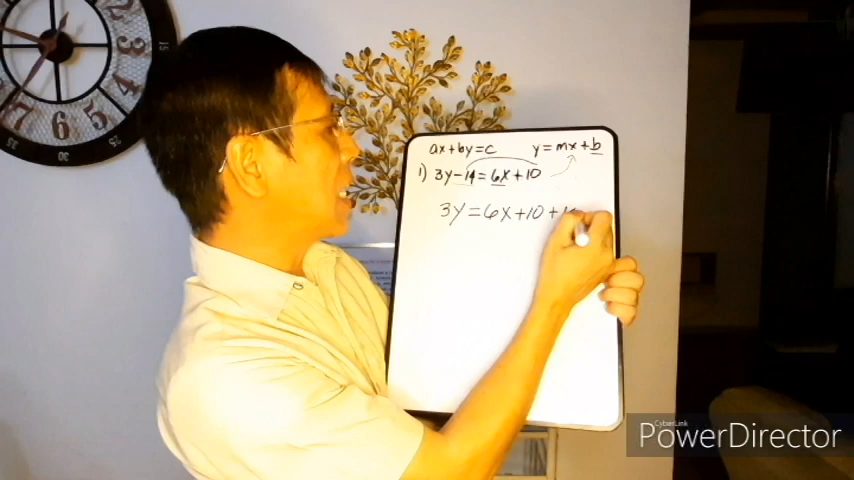 ax+by=c y=mx+b
1) 3y-14=6x+10
3y=6x+10+
CyberLink
PowerDirector